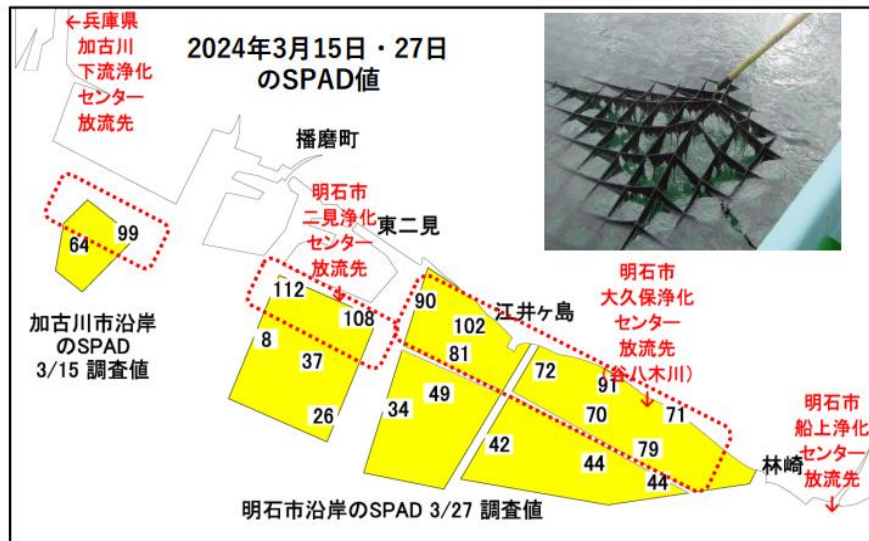 ←兵庫県
加古川
下流浄化
センター
放流先
2024年3月15日・27日
のSPAD値
播磨町
明石市
二見浄化
センター
放流先
↓
東二見
64
99
加古川市沿岸
のSPAD
3/15 調査値
112
108
8
37
26
90
102
81
江井ヶ島
34
49
明石市
大久保浄化
センター
放流先
(谷八木川)
↓
72
91
70
71
79
42
44
44
明石市
船上浄化
センター
放流先
↓
林崎
明石市沿岸のSPAD 3/27 調査値